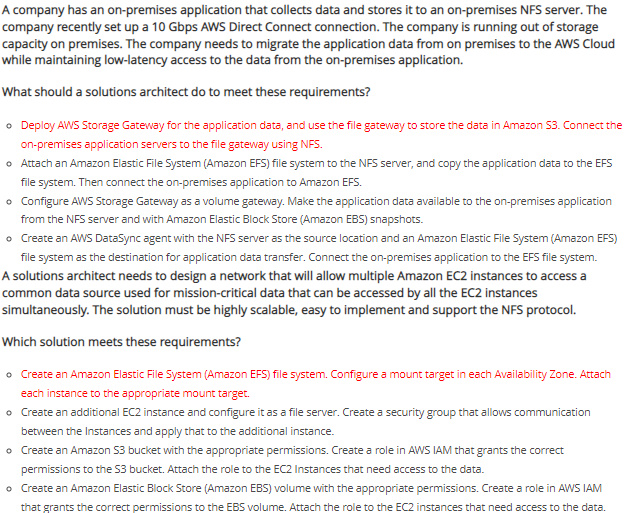 A company has an on-premises application that collects data and stores it to an on-premises NFS server. The
company recently set up a 10 Gbps AWS Direct Connect connection. The company is running out of storage
capacity on premises. The company needs to migrate the application data from on premises to the AWS Cloud
while maintaining low-latency access to the data from the on-premises application.
What should a solutions architect do to meet these requirements?
Deploy AWS Storage Gateway for the application data, and use the file gateway to store the data in Amazon S3. Connect the
on-premises application servers to the file gateway using NFS.
Attach an Amazon Elastic File System (Amazon EFS) file system to the NFS server, and copy the application data to the EFS
file system. Then connect the on-premises application to Amazon EFS.
Configure AWS Storage Gateway as a volume gateway. Make the application data available to the on-premises application
from the NFS server and with Amazon Elastic Block Store (Amazon EBS) snapshots.
Create an AWS DataSync agent with the NFS server as the source location and an Amazon Elastic File System (Amazon EFS)
file system as the destination for application data transfer. Connect the on-premises application to the EFS file system.
A solutions architect needs to design a network that will allow multiple Amazon EC2 instances to access a
common data source used for mission-critical data that can be accessed by all the EC2 instances
simultaneously. The solution must be highly scalable, easy to implement and support the NFS protocol.
Which solution meets these requirements?
Create an Amazon Elastic File System (Amazon EFS) file system. Configure a mount target in each Availability Zone. Attach
each instance to the appropriate mount target.
Create an additional EC2 instance and configure it as a file server. Create a security group that allows communication
between the Instances and apply that to the additional instance.
Create an Amazon S3 bucket with the appropriate permissions. Create a role in AWS IAM that grants the correct
permissions to the S3 bucket. Attach the role to the EC2 Instances that need access to the data.
Create an Amazon Elastic Block Store (Amazon EBS) volume with the appropriate permissions. Create a role in AWS IAM
that grants the correct permissions to the EBS volume. Attach the role to the EC2 instances that need access to the data.